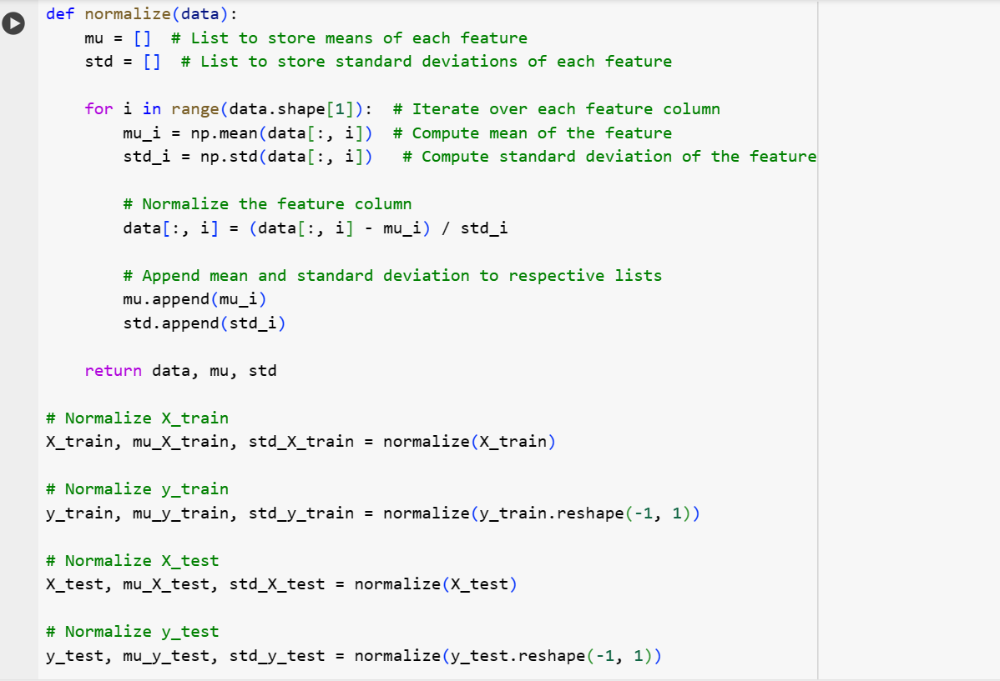 def normalize(data):
    mu = []  # List to store means of each feature
    std = []  # List to store standard deviations of each feature

    for i in range(data.shape[1]):  # Iterate over each feature column
        mu_i = np.mean(data[:, i])  # Compute mean of the feature
        std_i = np.std(data[:, i])   # Compute standard deviation of the feature

        # Normalize the feature column
        data[:, i] = (data[:, i] - mu_i) / std_i

        # Append mean and standard deviation to respective lists
        mu.append(mu_i)
        std.append(std_i)

    return data, mu, std

# Normalize X_train
X_train, mu_X_train, std_X_train = normalize(X_train)

# Normalize y_train
y_train, mu_y_train, std_y_train = normalize(y_train.reshape(-1, 1))

# Normalize X_test
X_test, mu_X_test, std_X_test = normalize(X_test)

# Normalize y_test
y_test, mu_y_test, std_y_test = normalize(y_test.reshape(-1, 1))